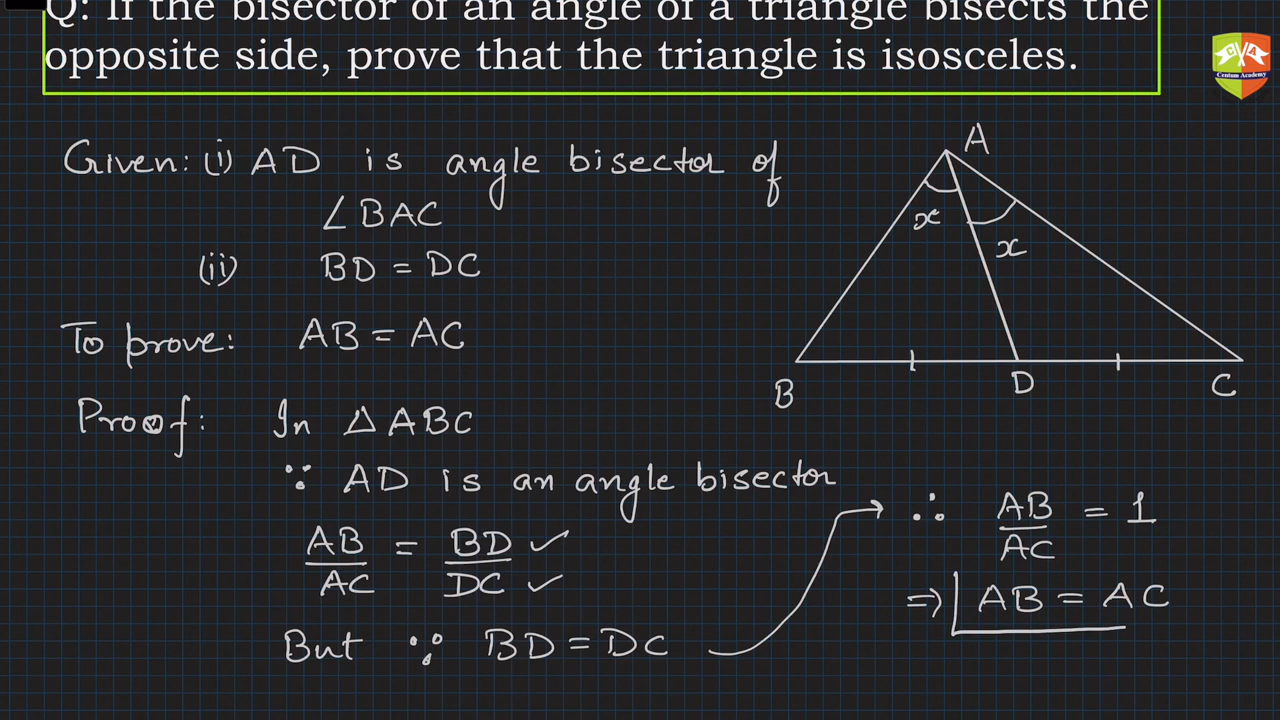 Q: If the bisector of an angle of a triangle bisects the
opposite side, prove that the triangle is isosceles.
CA
Centum Academy
Given: (i) AD is angle bisector of
∠BAC
(ii) BD = DC
To prove: AB = AC
Proof: In △ABC
∵ AD is an angle bisector
AB/AC = BD/DC ✓ ✓
But ∵ BD = DC
∴ AB/AC = 1
⇒ AB = AC
A
x
x
B
D
C